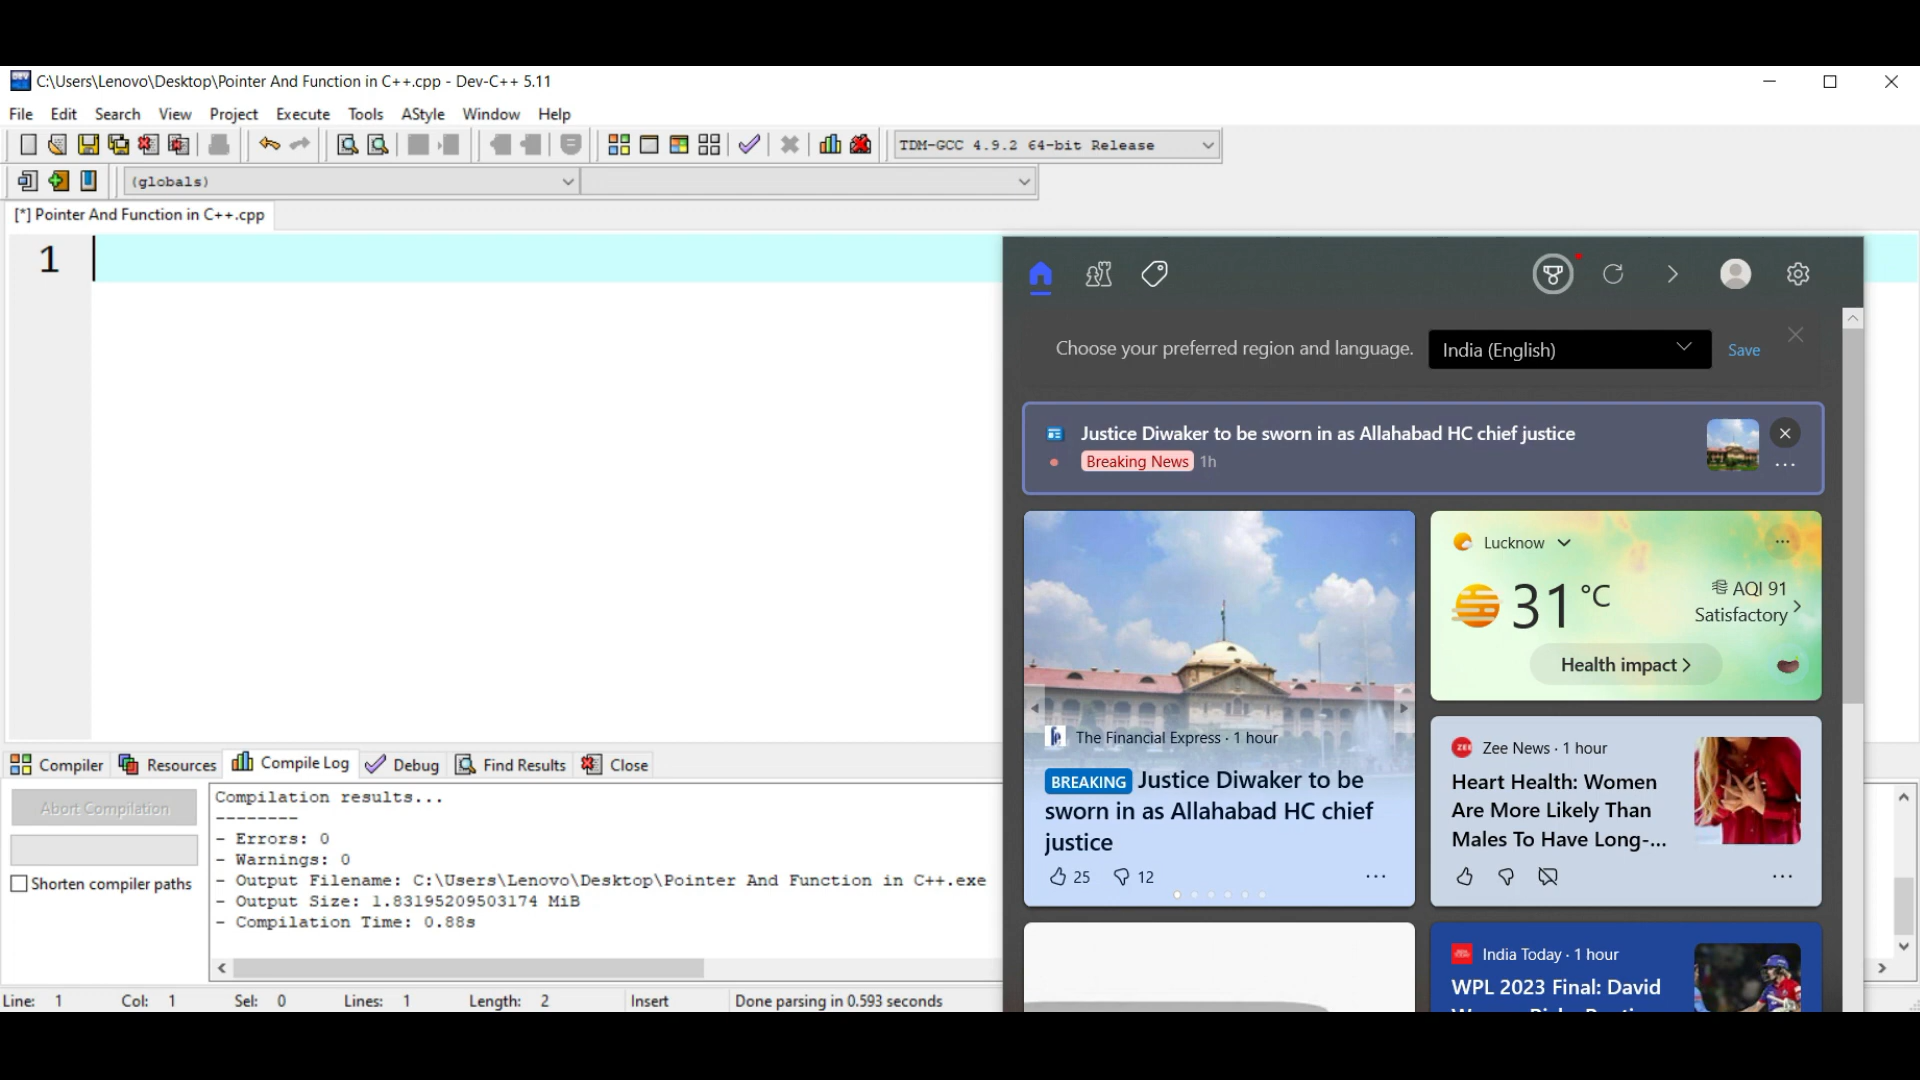 C:\Users\Lenovo\Desktop\Pointer And Function in C++.cpp - Dev-C++ 5.11
File Edit Search View Project Execute Tools AStyle Window Help
TDM-GCC 4.9.2 64-bit Release
(globals)
[*] Pointer And Function in C++.cpp
1
Choose your preferred region and language. India (English) Save
Justice Diwaker to be sworn in as Allahabad HC chief justice
Breaking News 1h
The Financial Express · 1 hour
BREAKING Justice Diwaker to be
sworn in as Allahabad HC chief
justice
25 12
Lucknow
31 °C
AQI 91
Satisfactory
Health impact
Zee News · 1 hour
Heart Health: Women
Are More Likely Than
Males To Have Long-...
India Today · 1 hour
WPL 2023 Final: David
Compiler Resources Compile Log Debug Find Results Close
Abort Compilation
Shorten compiler paths
Compilation results...
--------
- Errors: 0
- Warnings: 0
- Output Filename: C:\Users\Lenovo\Desktop\Pointer And Function in C++.exe
- Output Size: 1.83195209503174 MiB
- Compilation Time: 0.88s
Line: 1 Col: 1 Sel: 0 Lines: 1 Length: 2 Insert Done parsing in 0.593 seconds